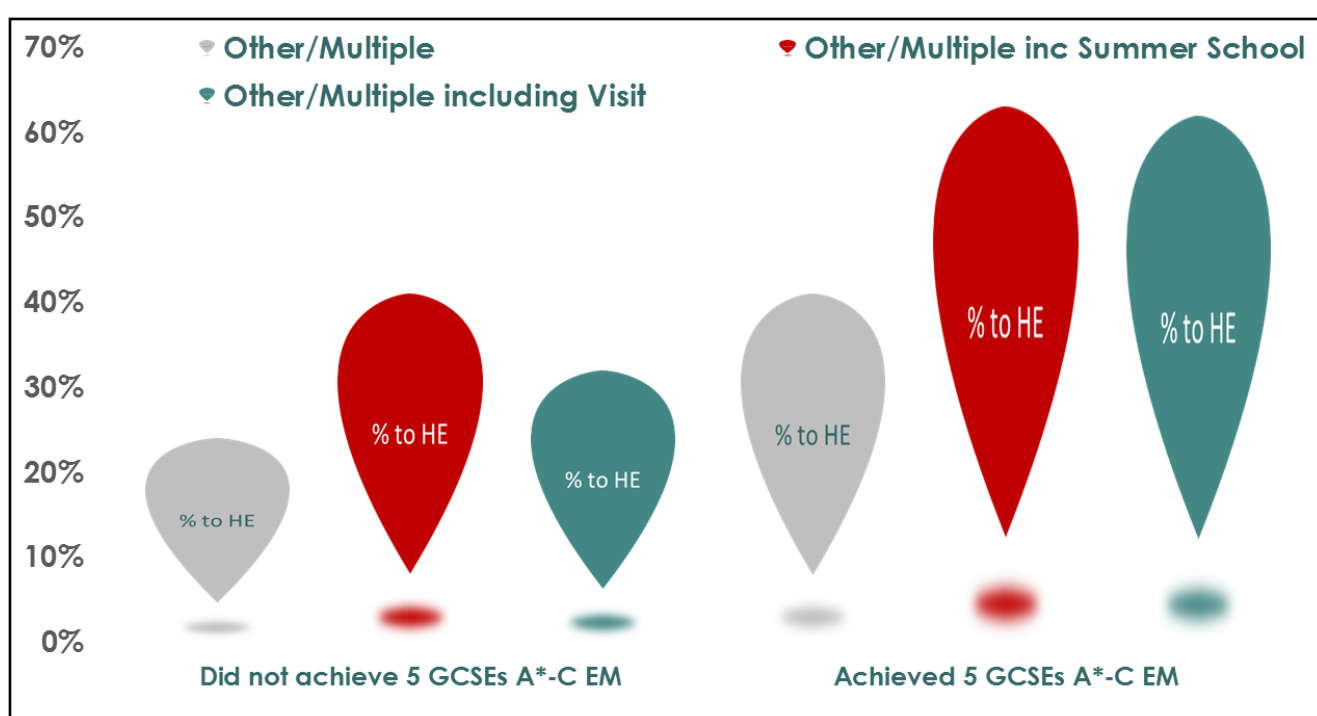 70%
Other/Multiple
Other/Multiple inc Summer School
Other/Multiple including Visit
60%
50%
40%
30%
20%
10%
0%
% to HE
% to HE
% to HE
% to HE
% to HE
% to HE
Did not achieve 5 GCSEs A*-C EM
Achieved 5 GCSEs A*-C EM